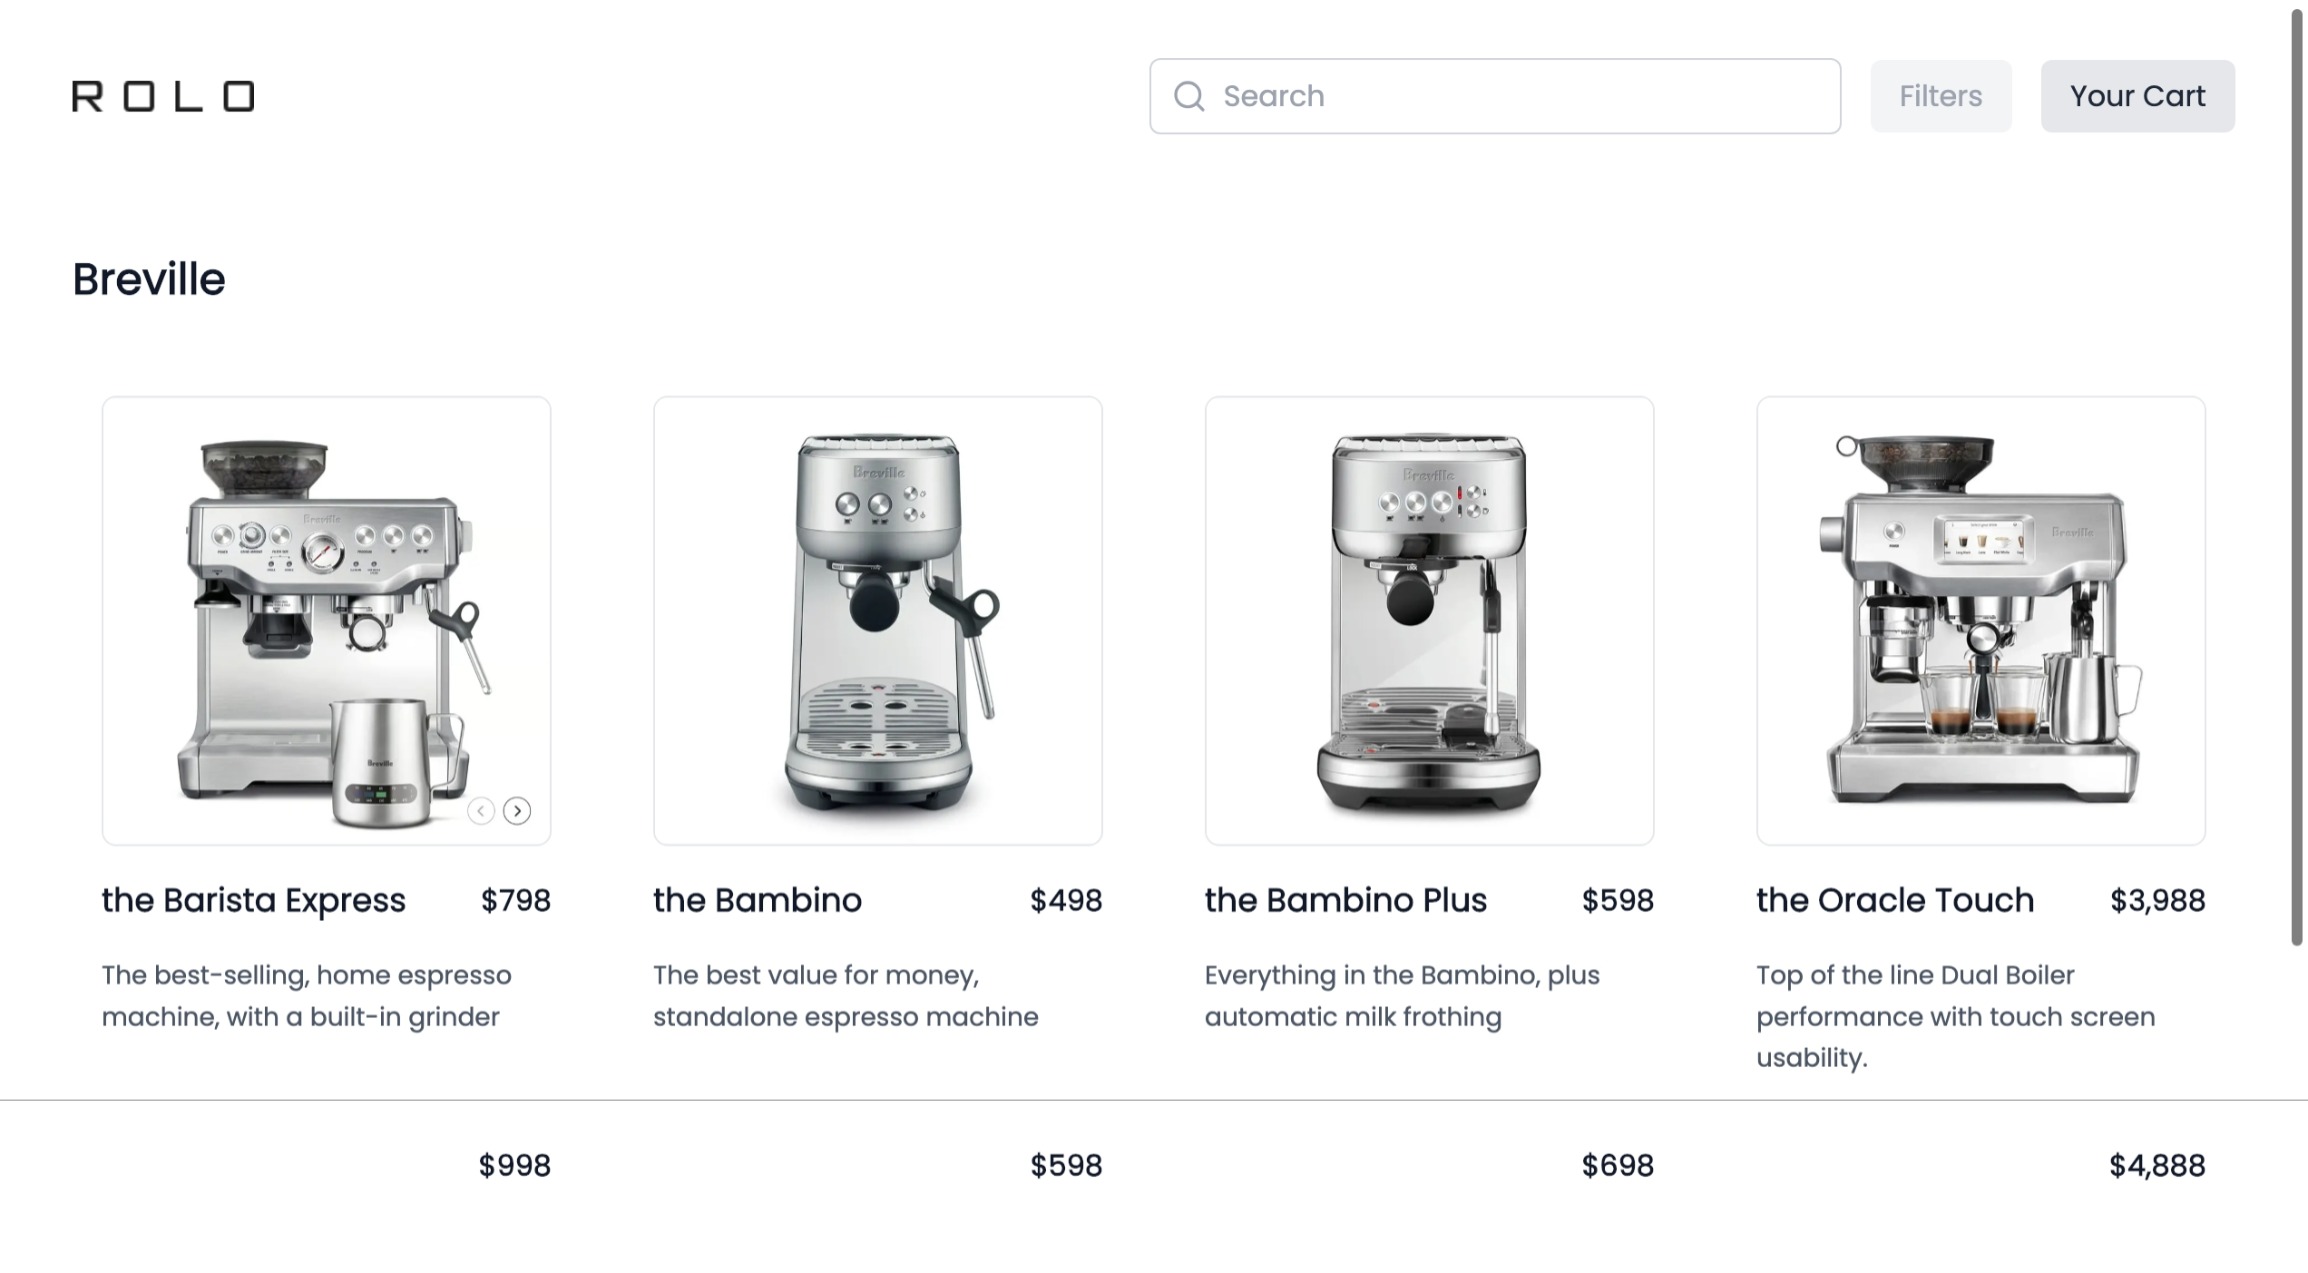 ROLO
Search
Filters
Your Cart
Breville
Breville
Breville
Breville
Breville
Breville
the Barista Express $798
the Bambino $498
the Bambino Plus $598
the Oracle Touch $3,988
The best-selling, home espresso
machine, with a built-in grinder
The best value for money,
standalone espresso machine
Everything in the Bambino, plus
automatic milk frothing
Top of the line Dual Boiler
performance with touch screen
usability.
$998
$598
$698
$4,888